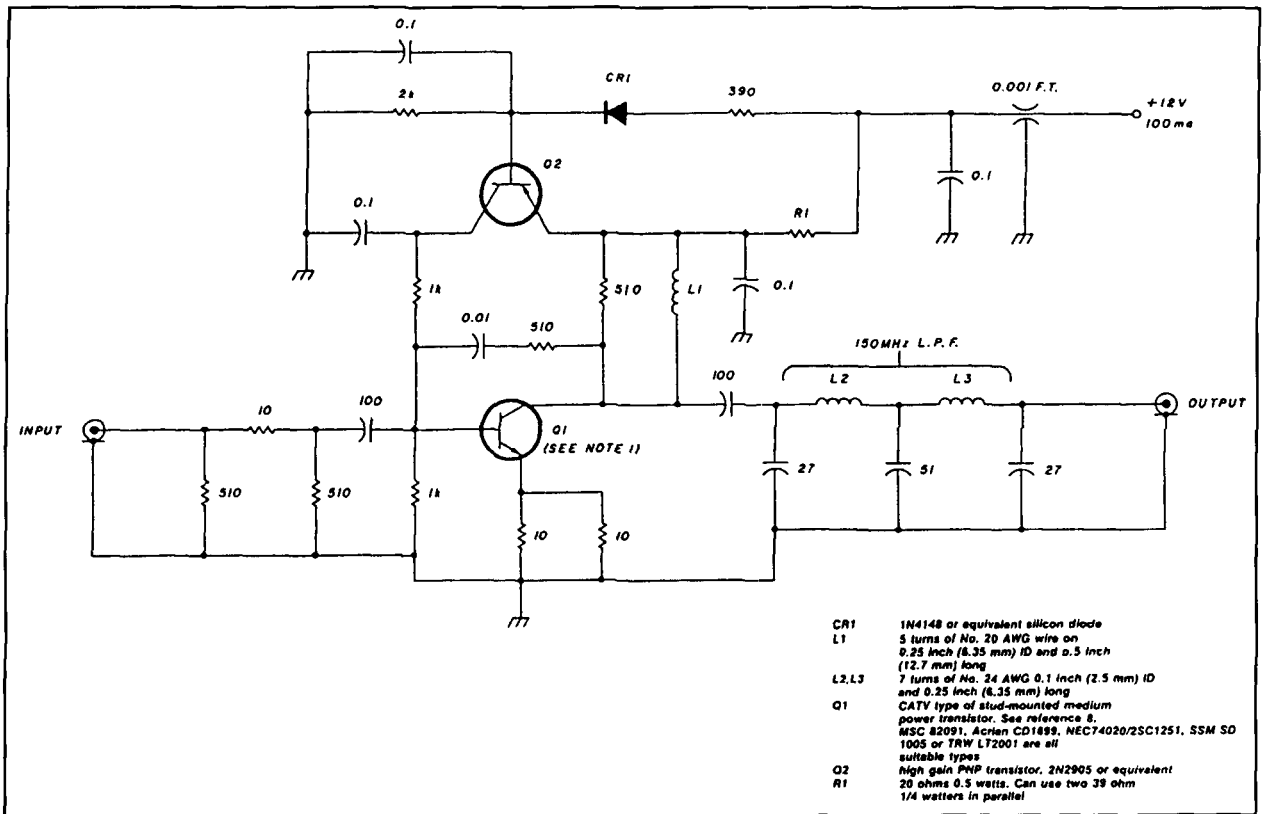 0.1
CR1
2k
390
0.001 F.T.
+12V
100ma
Q2
0.1
0.1
R1
1k
510
L1
0.1
0.01
510
150MHz L.P.F.
L2
L3
100
INPUT
10
100
Q1
(SEE NOTE 1)
OUTPUT
510
510
1k
10
10
27
51
27
CR1 1N4148 or equivalent silicon diode
L1 5 turns of No. 20 AWG wire on
0.25 inch (6.35 mm) ID and 0.5 inch
(12.7 mm) long
L2,L3 7 turns of No. 24 AWG 0.1 inch (2.5 mm) ID
and 0.25 inch (6.35 mm) long
Q1 CATV type of stud-mounted medium
power transistor. See reference 8.
MSC 82091, Acrian CD1899, NEC74020/2SC1251, SSM SD
1005 or TRW LT2001 are all
suitable types
Q2 high gain PNP transistor, 2N2905 or equivalent
R1 20 ohms 0.5 watts. Can use two 39 ohm
1/4 watters in parallel